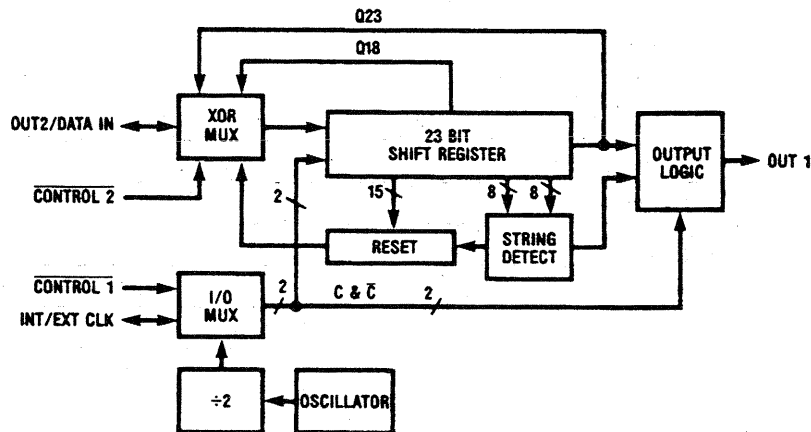 Q23
Q18
OUT2/DATA IN
XOR
MUX
23 BIT
SHIFT REGISTER
OUTPUT
LOGIC
OUT 1
CONTROL 2
2
15
8
8
RESET
STRING
DETECT
CONTROL 1
INT/EXT CLK
I/O
MUX
2
C & C̅
2
÷2
OSCILLATOR